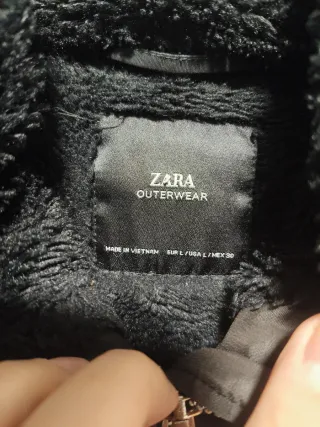 ZARA
OUTERWEAR
MADE IN VIETNAM EUR L / USA L / MEX 30